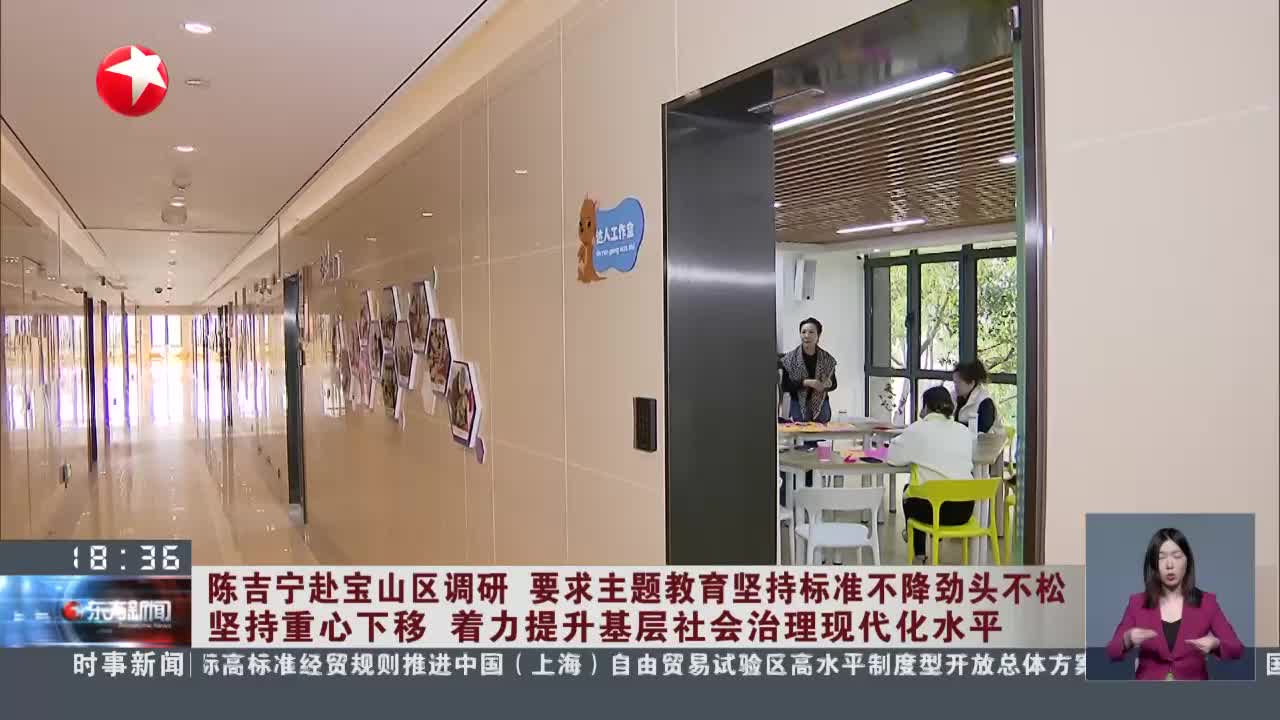 达人工作室
18:36
东方新闻
陈吉宁赴宝山区调研 要求主题教育坚持标准不降劲头不松
坚持重心下移 着力提升基层社会治理现代化水平
时事新闻
标高标准经贸规则推进中国（上海）自由贸易试验区高水平制度型开放总体方案
国